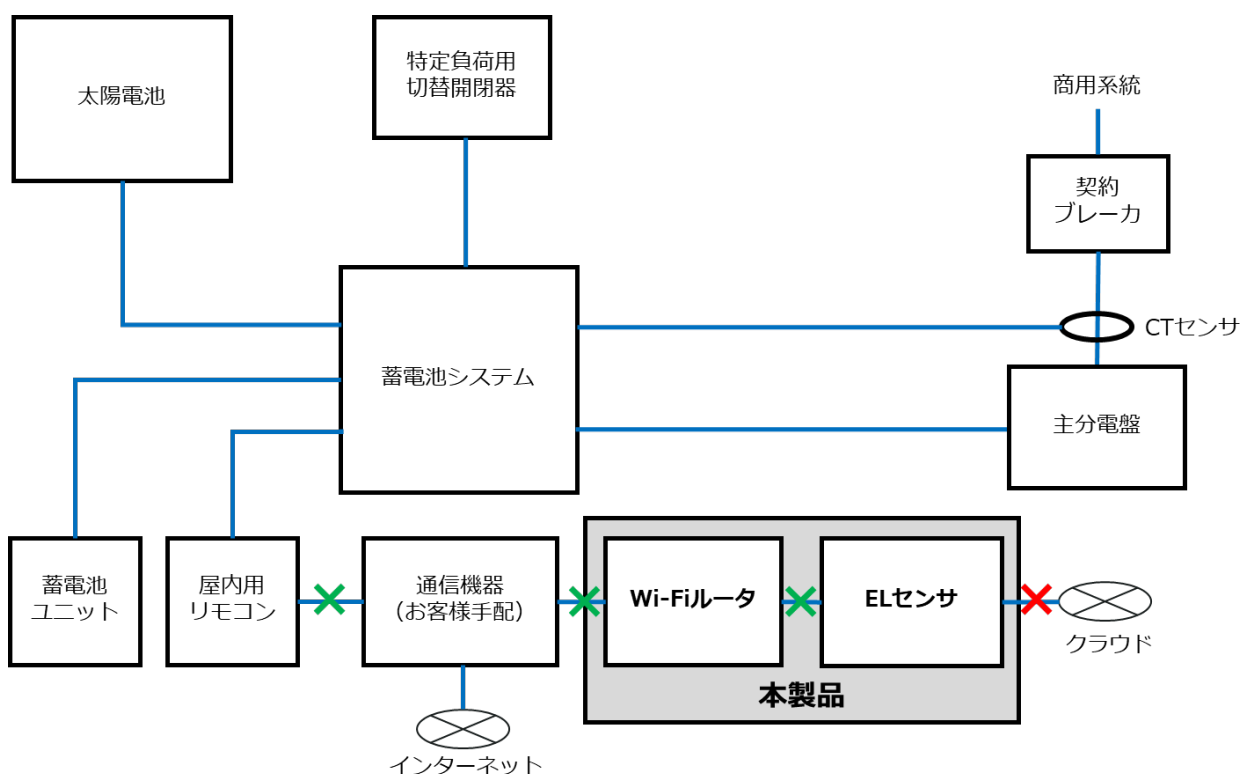 太陽電池
特定負荷用
切替開閉器
商用系統
契約
ブレーカ
CTセンサ
蓄電池システム
主分電盤
蓄電池
ユニット
屋内用
リモコン
通信機器
（お客様手配）
Wi-Fiルータ
ELセンサ
クラウド
本製品
インターネット